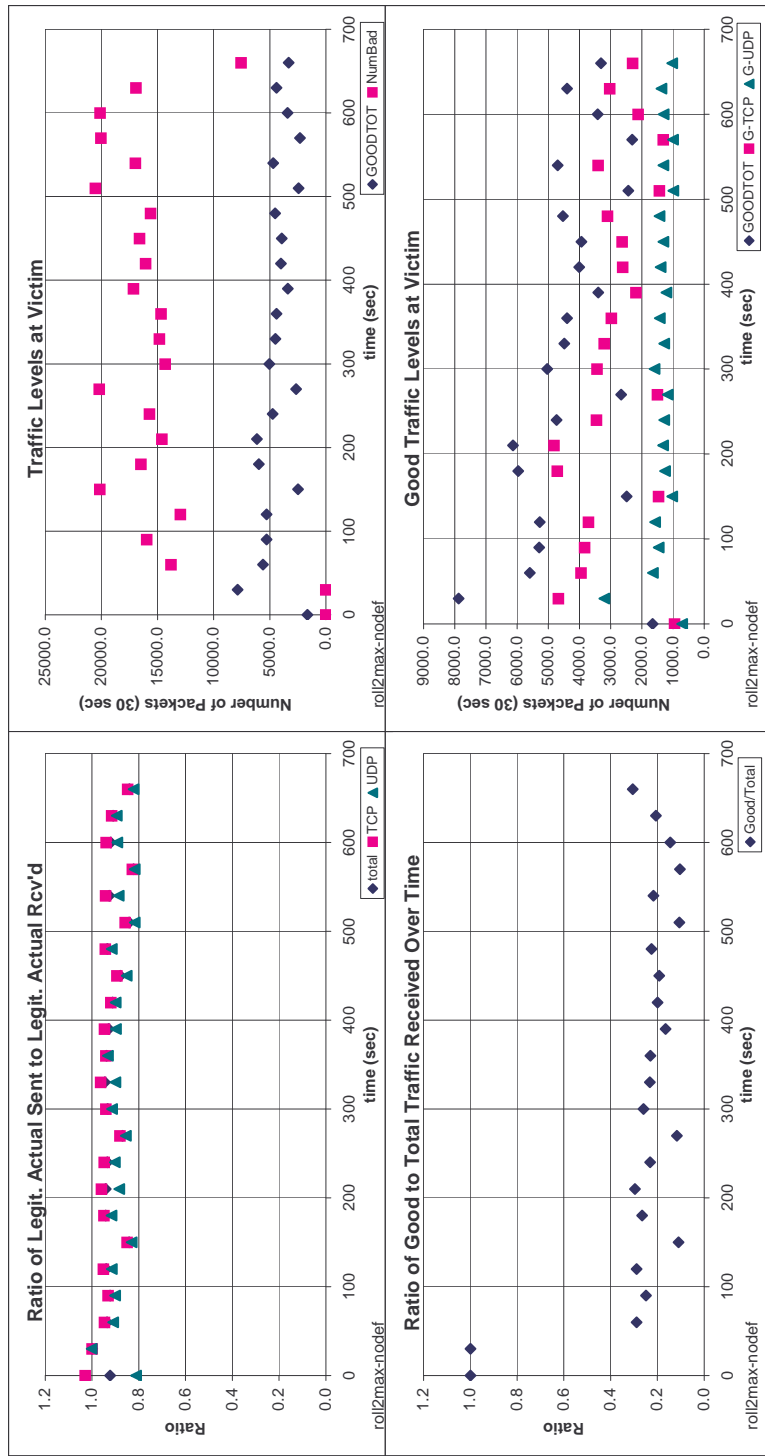 Ratio of Legit. Actual Sent to Legit. Actual Rcv'd
Ratio
1.2
1.0
0.8
0.6
0.4
0.2
0.0
0 100 200 300 400 500 600 700
time (sec)
roll2max-nodef
total TCP UDP
Traffic Levels at Victim
Number of Packets (30 sec)
25000.0
20000.0
15000.0
10000.0
5000.0
0.0
0 100 200 300 400 500 600 700
time (sec)
roll2max-nodef
GOODTOT NumBad
Ratio of Good to Total Traffic Received Over Time
Ratio
1.2
1.0
0.8
0.6
0.4
0.2
0.0
0 100 200 300 400 500 600 700
time (sec)
roll2max-nodef
Good/Total
Good Traffic Levels at Victim
Number of Packets (30 sec)
9000.0
8000.0
7000.0
6000.0
5000.0
4000.0
3000.0
2000.0
1000.0
0.0
0 100 200 300 400 500 600 700
time (sec)
roll2max-nodef
GOODTOT G-TCP G-UDP